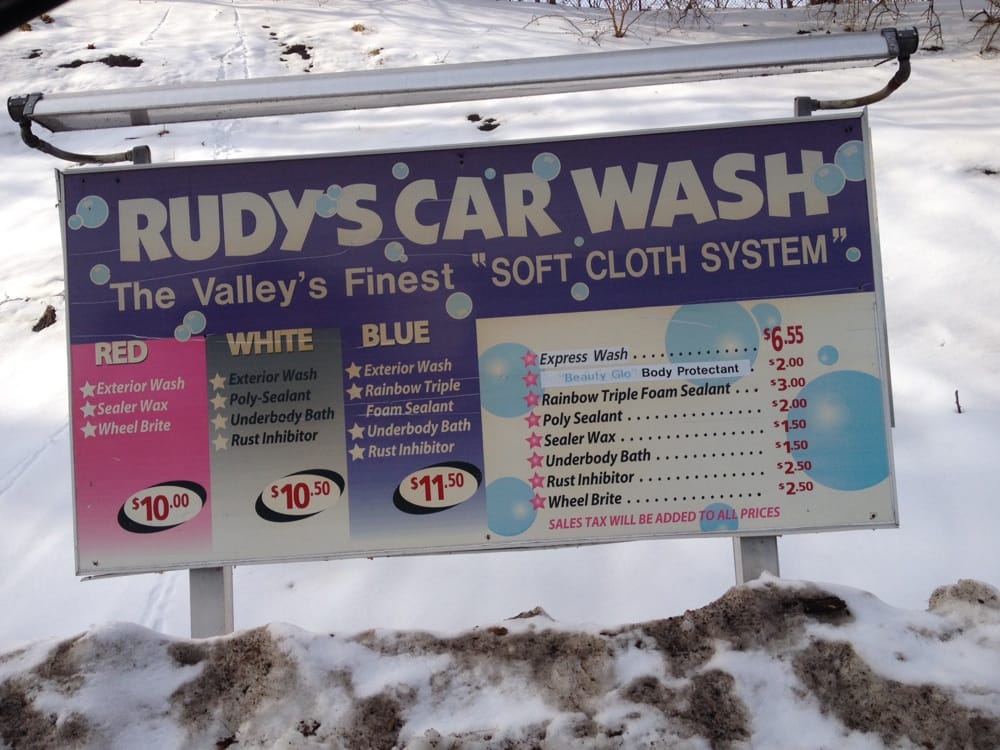 RUDY'S CAR WASH
The Valley's Finest "SOFT CLOTH SYSTEM"
RED
Exterior Wash
Sealer Wax
Wheel Brite
$10.00
WHITE
Exterior Wash
Poly-Sealant
Underbody Bath
Rust Inhibitor
$10.50
BLUE
Exterior Wash
Rainbow Triple
Foam Sealant
Underbody Bath
Rust Inhibitor
$11.50
Express Wash . . . . . . . . . . . . . . $6.55
"Beauty Glo" Body Protectant $2.00
Rainbow Triple Foam Sealant . . . . . $3.00
Poly Sealant . . . . . . . . . . . . . . . $2.00
Sealer Wax . . . . . . . . . . . . . . . . $1.50
Underbody Bath . . . . . . . . . . . . $1.50
Rust Inhibitor . . . . . . . . . . . . . . $2.50
Wheel Brite . . . . . . . . . . . . . . . $2.50
SALES TAX WILL BE ADDED TO ALL PRICES